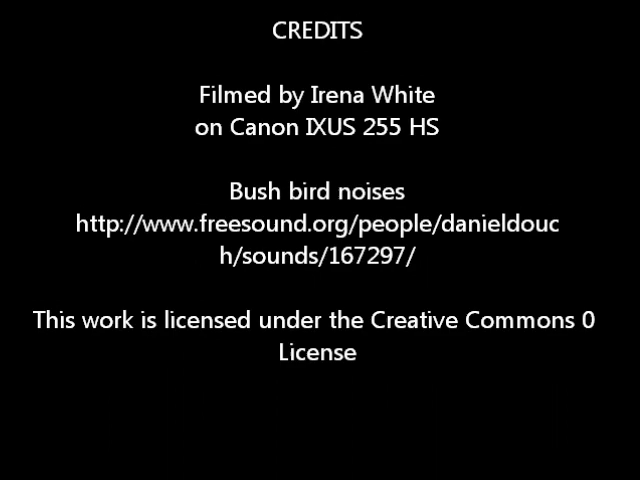 CREDITS
Filmed by Irena White
on Canon IXUS 255 HS
Bush bird noises
http://www.freesound.org/people/danieldouc
h/sounds/167297/
This work is licensed under the Creative Commons 0
License